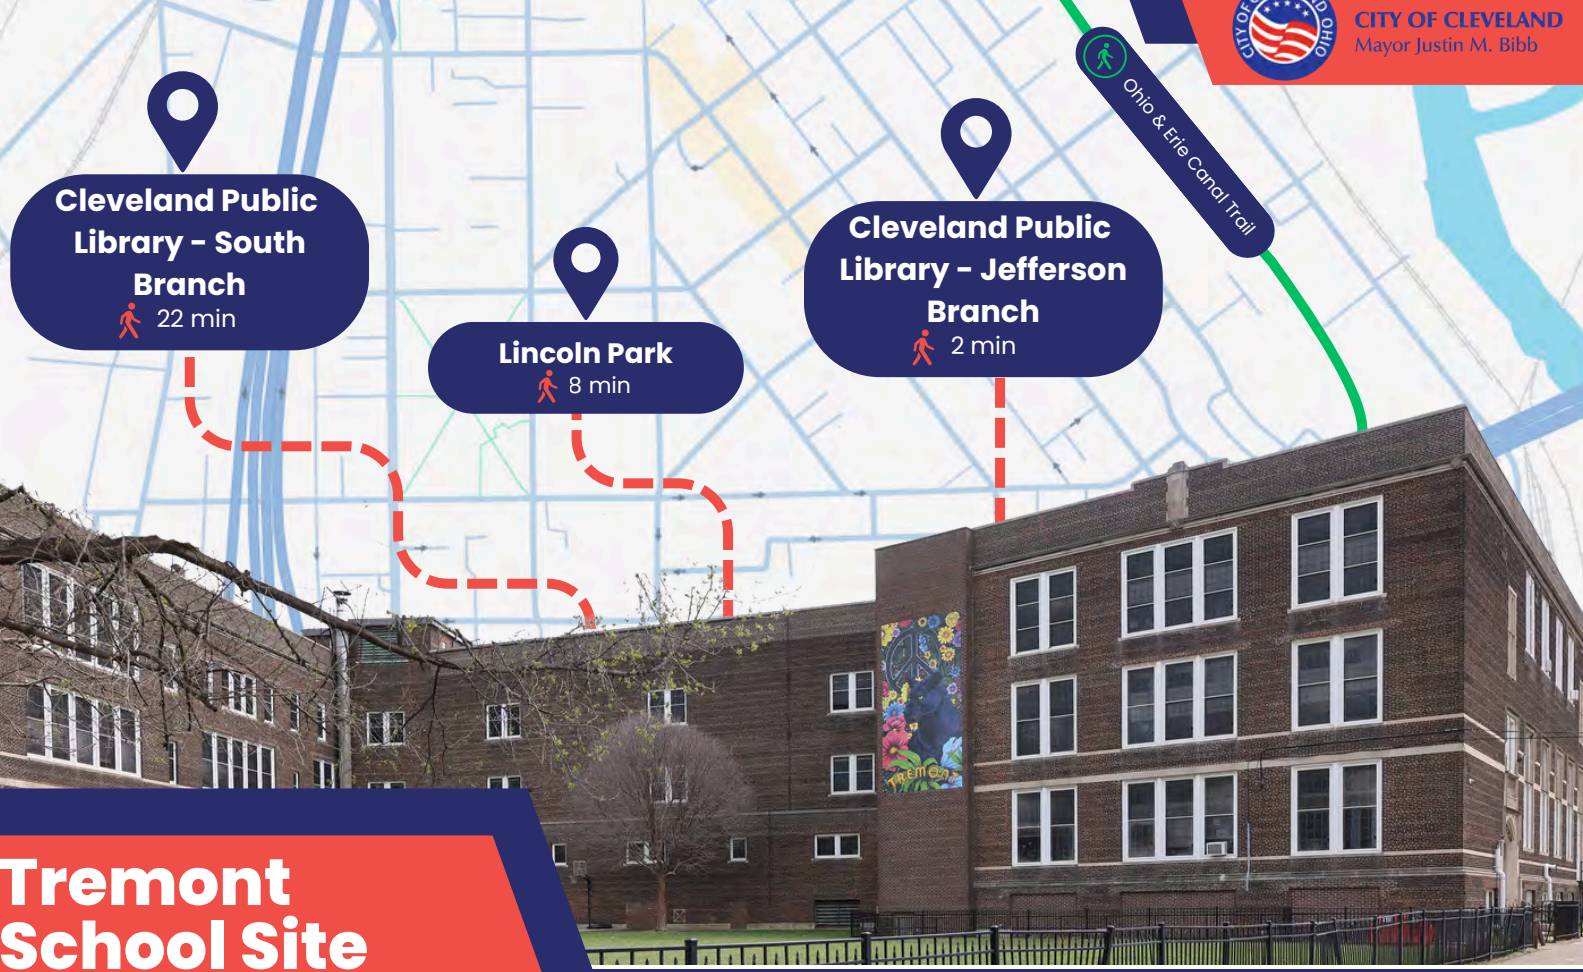 CITY OF CLEVELAND
Mayor Justin M. Bibb
Ohio & Erie Canal Trail
Cleveland Public
Library - South
Branch
22 min
Cleveland Public
Library - Jefferson
Branch
2 min
Lincoln Park
8 min
TREMONT
Tremont
School Site